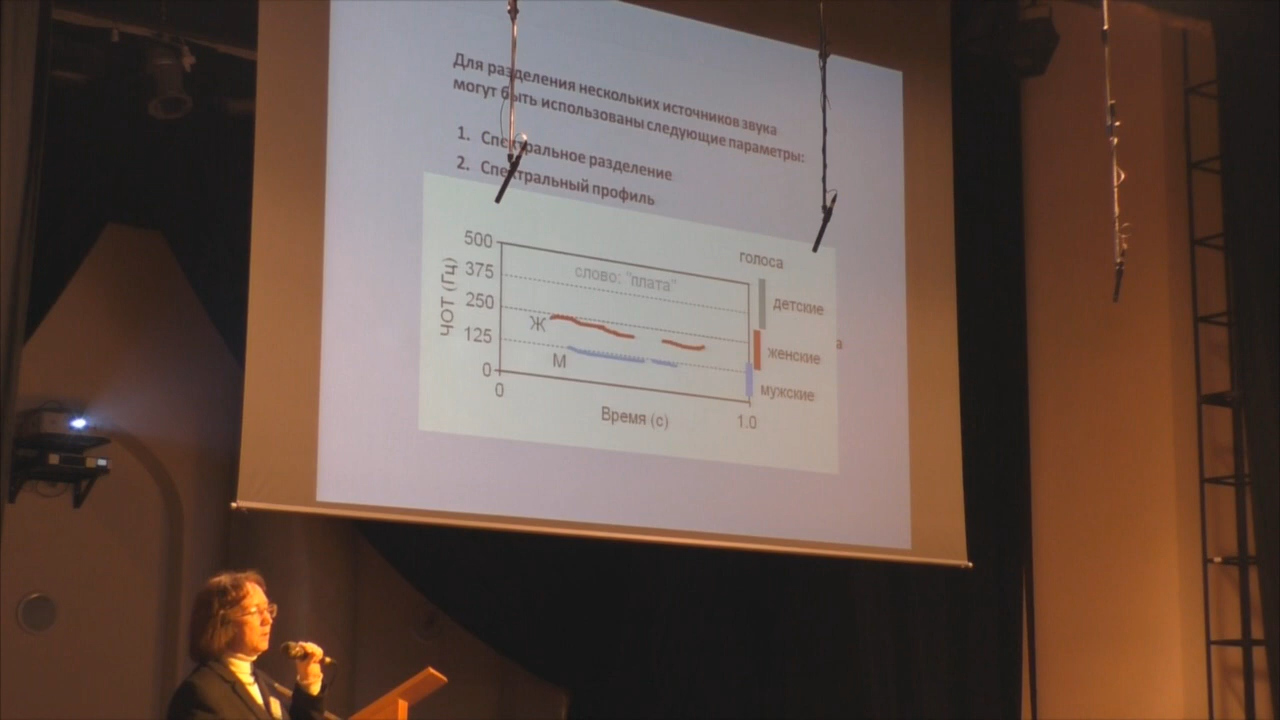 Для разделения нескольких источников звука
могут быть использованы следующие параметры:
1. Спектральное разделение
2. Спектральный профиль
голоса
500
375
250
125
0
ЧОТ (Гц)
слово: "плата"
Ж
М
детские
женские
мужские
а
0
1.0
Время (с)